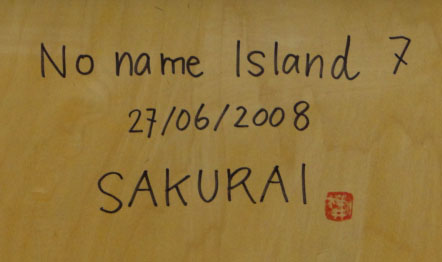 No name Island 7
27/06/2008
SAKURAI